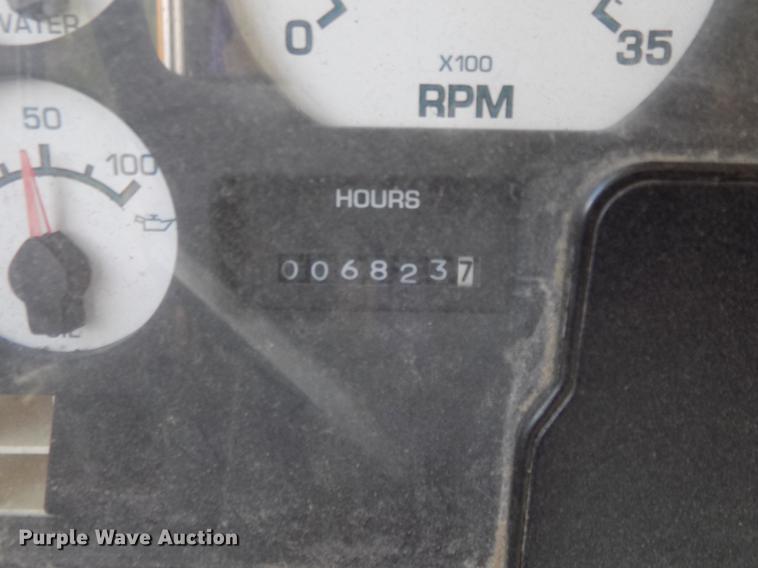 WATER
0
35
X100
RPM
50
100
HOURS
0068237
Purple Wave Auction